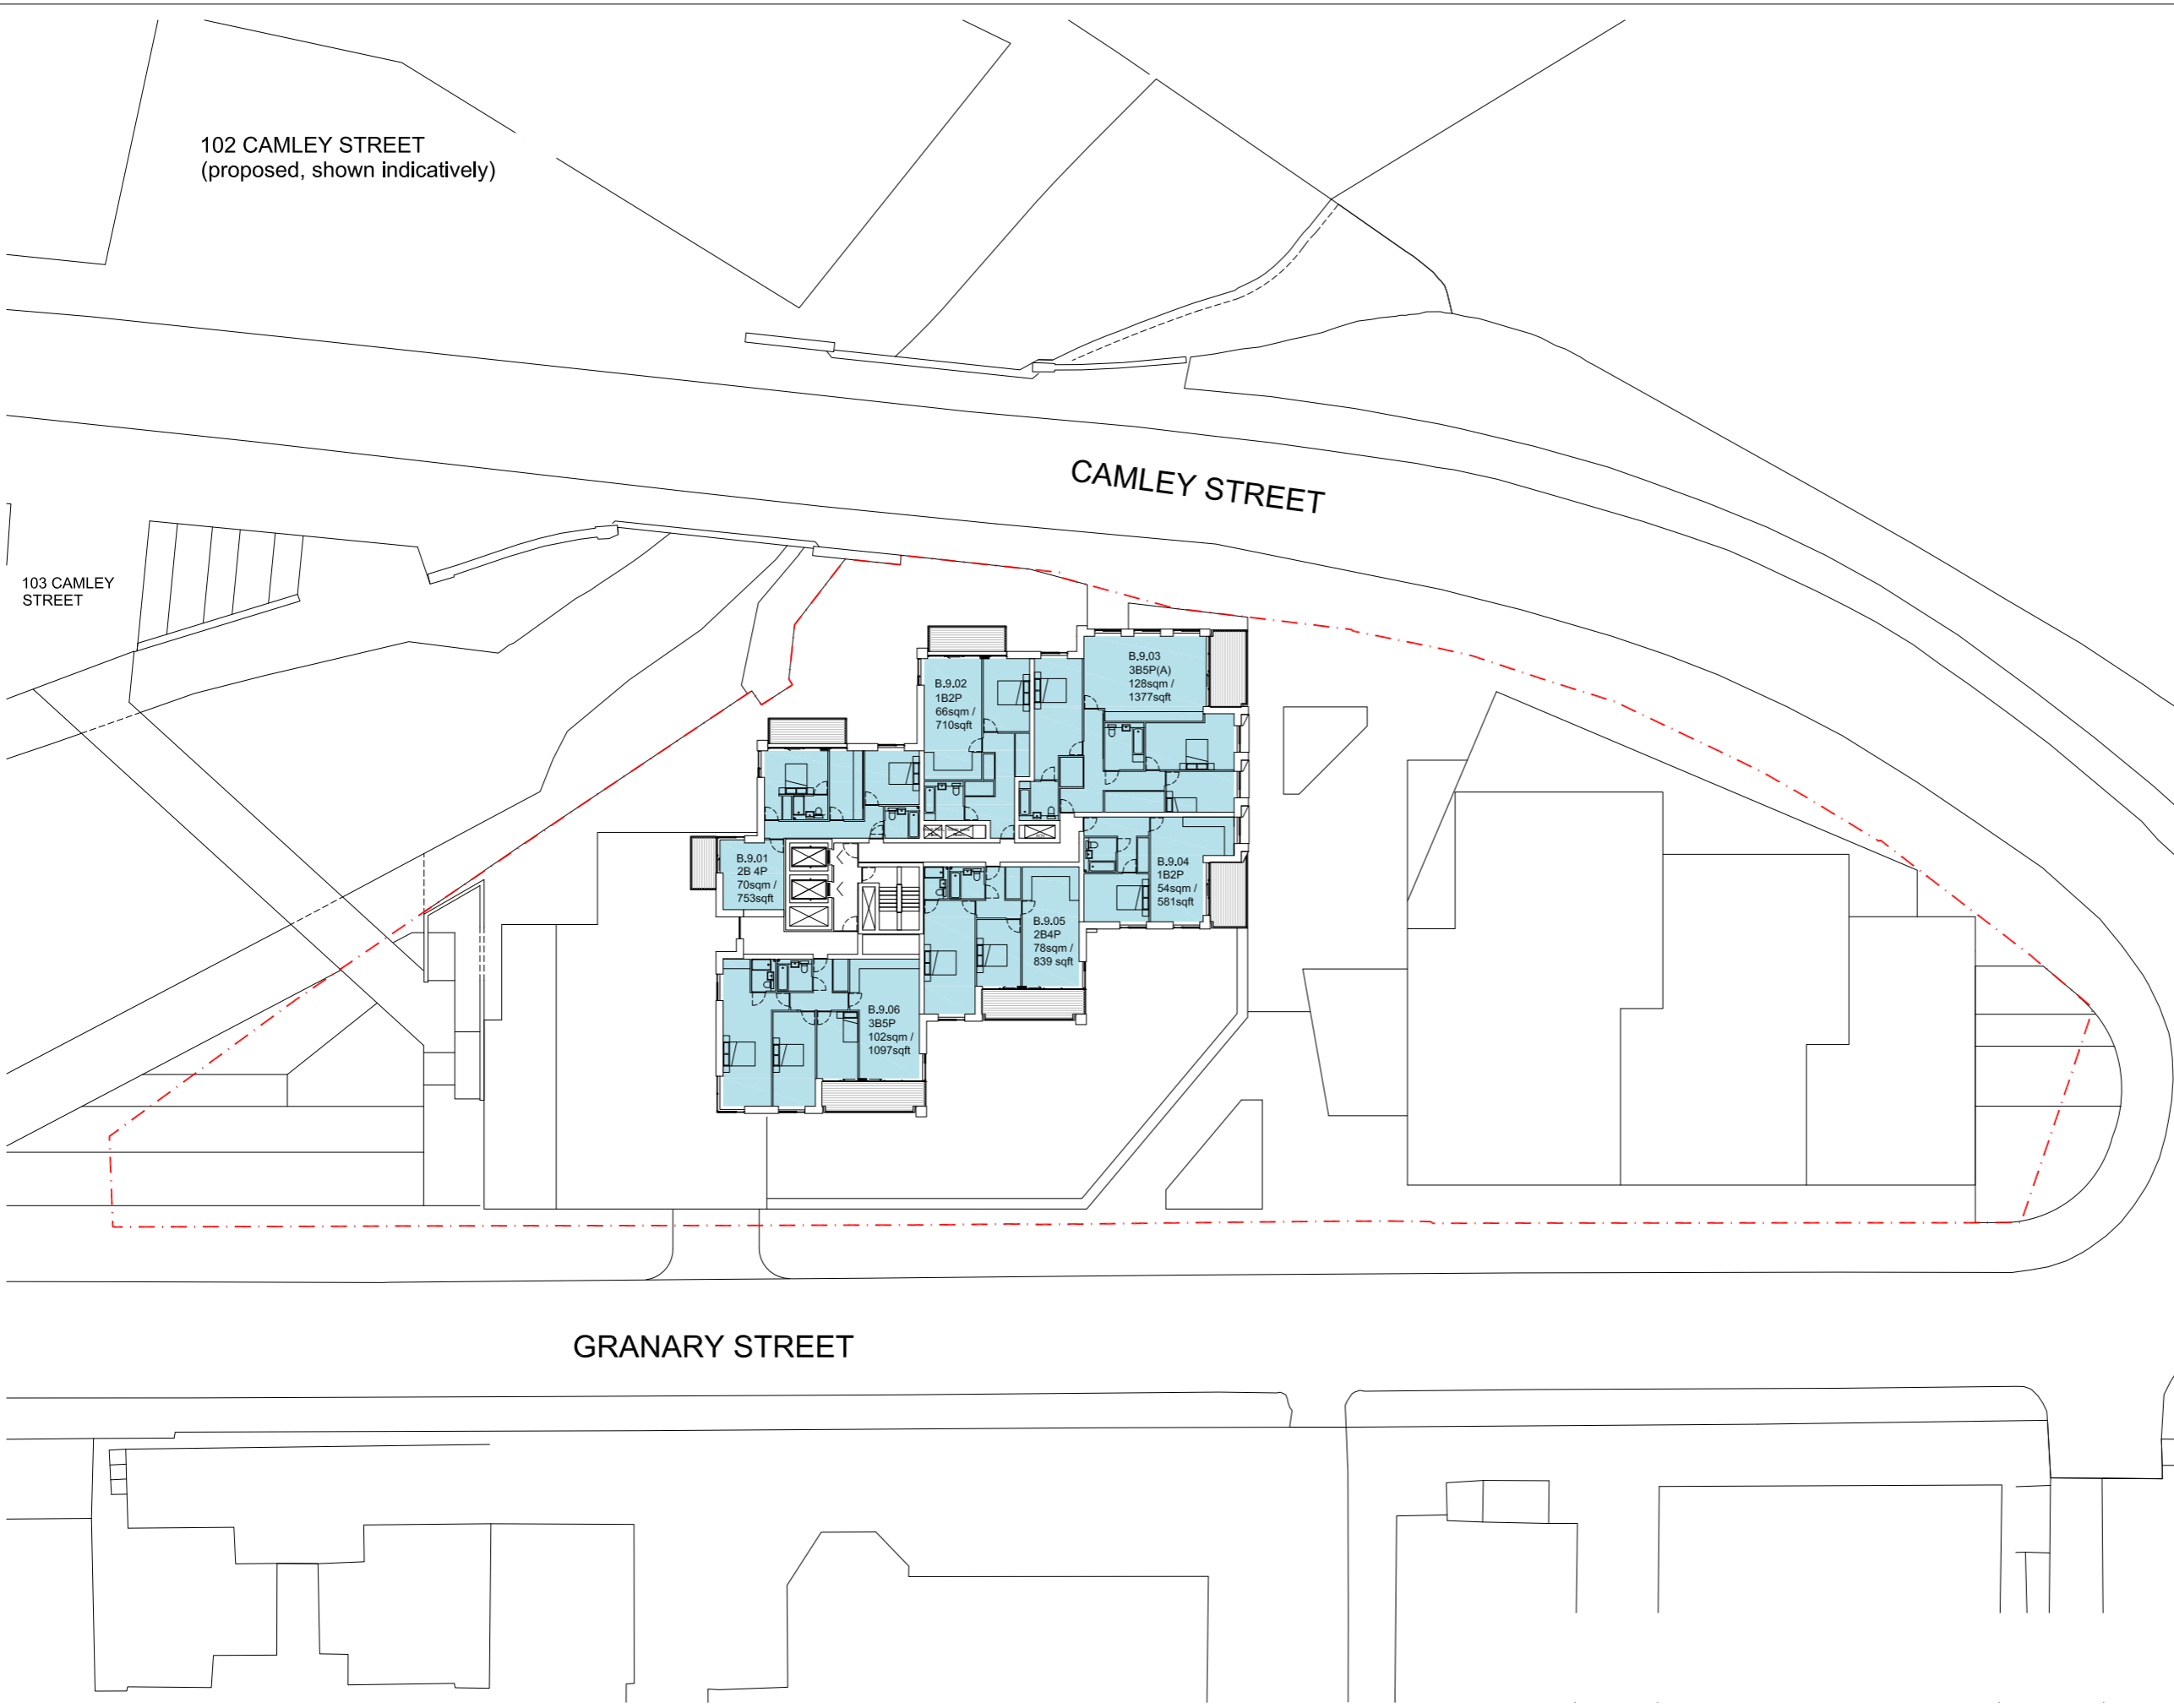 102 CAMLEY STREET
(proposed, shown indicatively)
CAMLEY STREET
103 CAMLEY
STREET
B.9.03
3B5P(A)
128sqm /
1377sqft
B.9.02
1B2P
66sqm /
710sqft
B.9.01
2B 4P
70sqm /
753sqft
B.9.04
1B2P
54sqm /
581sqft
B.9.05
2B4P
78sqm /
839 sqft
B.9.06
3B5P
102sqm /
1097sqft
GRANARY STREET